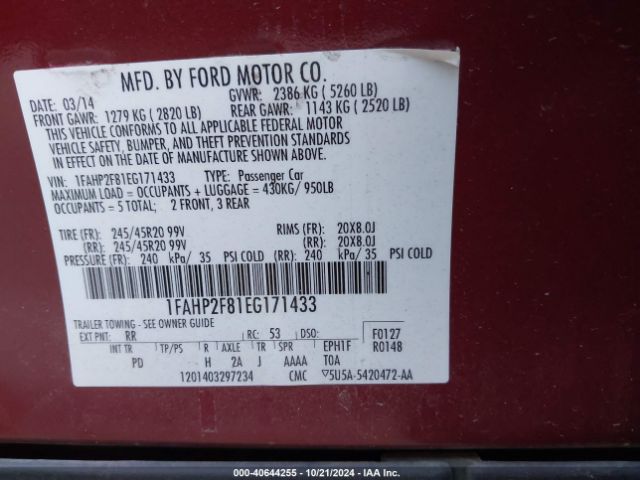 MFD. BY FORD MOTOR CO.
DATE: 03/14 GVWR: 2386 KG ( 5260 LB)
FRONT GAWR: 1279 KG ( 2820 LB) REAR GAWR: 1143 KG ( 2520 LB)
THIS VEHICLE CONFORMS TO ALL APPLICABLE FEDERAL MOTOR
VEHICLE SAFETY, BUMPER, AND THEFT PREVENTION STANDARDS
IN EFFECT ON THE DATE OF MANUFACTURE SHOWN ABOVE.
VIN: 1FAHP2F81EG171433 TYPE: Passenger Car
MAXIMUM LOAD = OCCUPANTS + LUGGAGE = 430KG/ 950LB
OCCUPANTS = 5 TOTAL; 2 FRONT, 3 REAR
TIRE (FR): 245/45R20 99V RIMS (FR): 20X8.0J
(RR): 245/45R20 99V (RR): 20X8.0J
PRESSURE (FR): 240 kPa/ 35 PSI COLD (RR): 240 kPa/ 35 PSI COLD
1FAHP2F81EG171433
TRAILER TOWING - SEE OWNER GUIDE
EXT PNT: RR RC: 53 DSO: F0127
INT TR TP/PS R AXLE TR SPR EPH1F R0148
PD H 2A J AAAA T0A
1201403297234 CMC ▽5U5A-5420472-AA
000-40644255 - 10/21/2024 - IAA Inc.